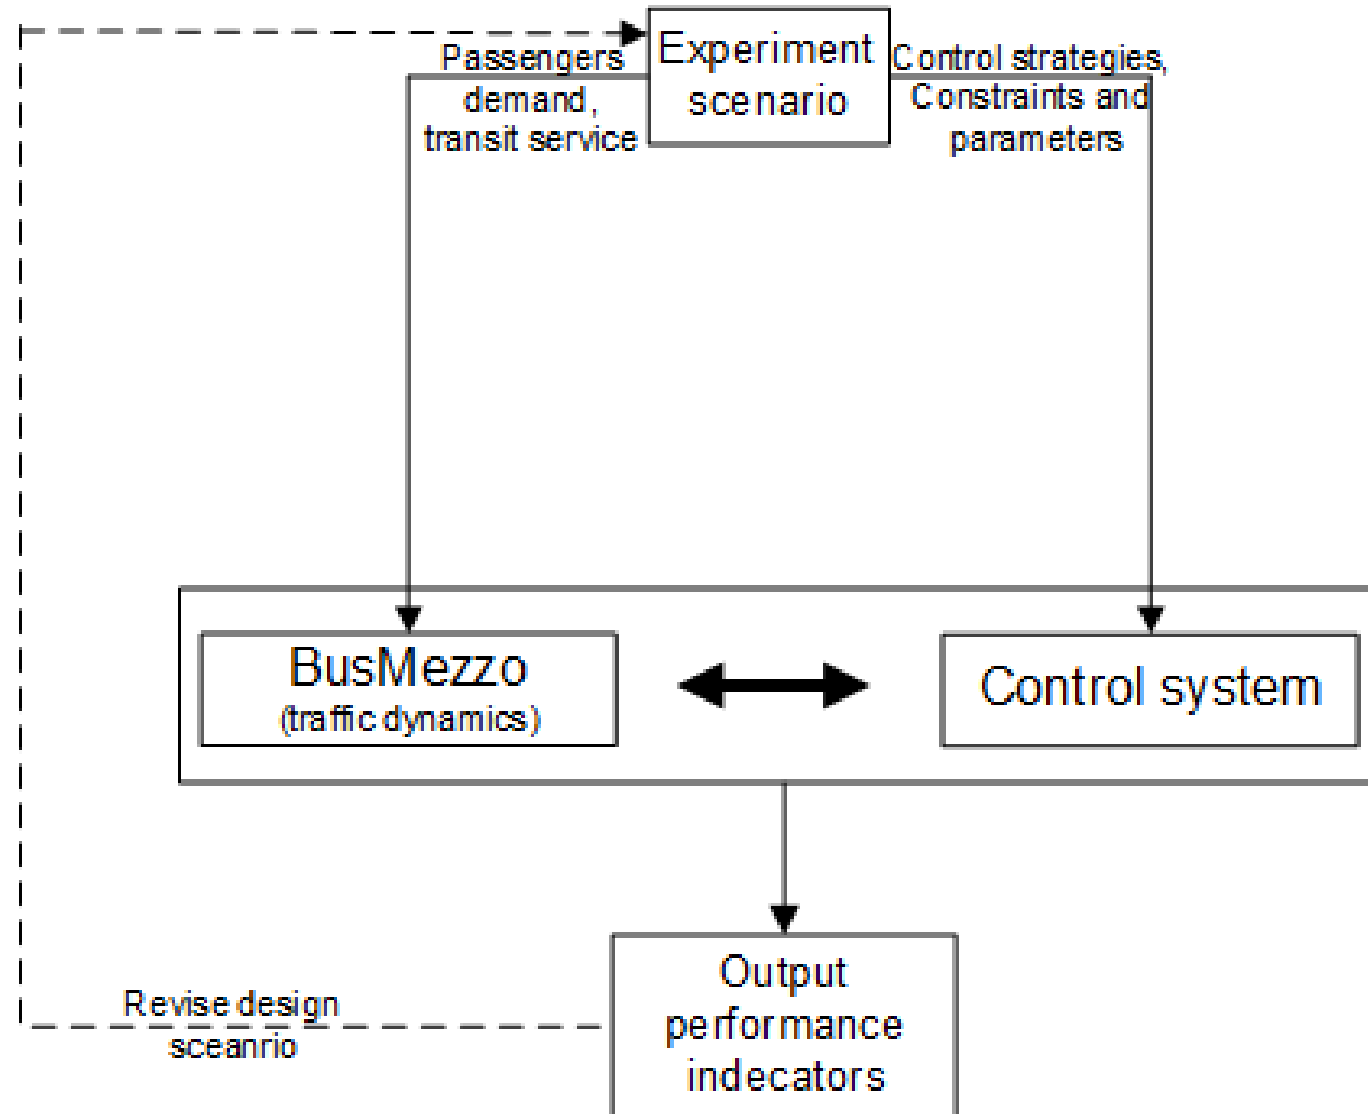 Experiment
scenario
Passengers
demand,
transit service
Control strategies,
Constraints and
parameters
BusMezzo
(traffic dynamics)
Control system
Output
performance
indecators
Revise design
sceanrio